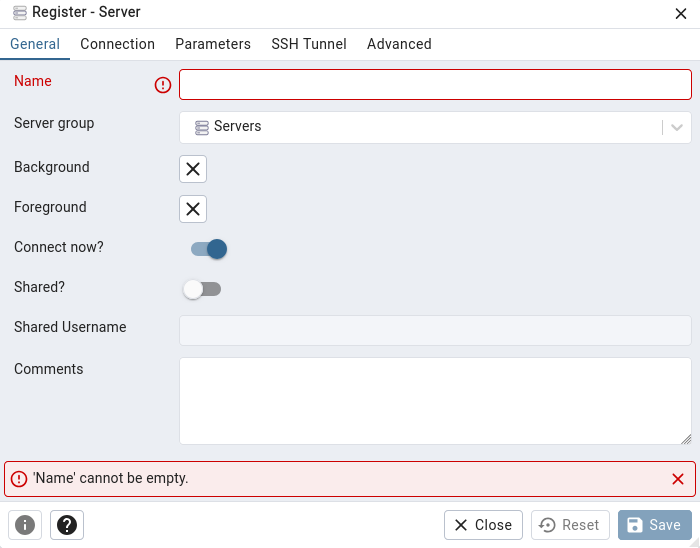 Register - Server
General Connection Parameters SSH Tunnel Advanced
Name
Server group Servers
Background
Foreground
Connect now?
Shared?
Shared Username
Comments
'Name' cannot be empty.
Close Reset Save